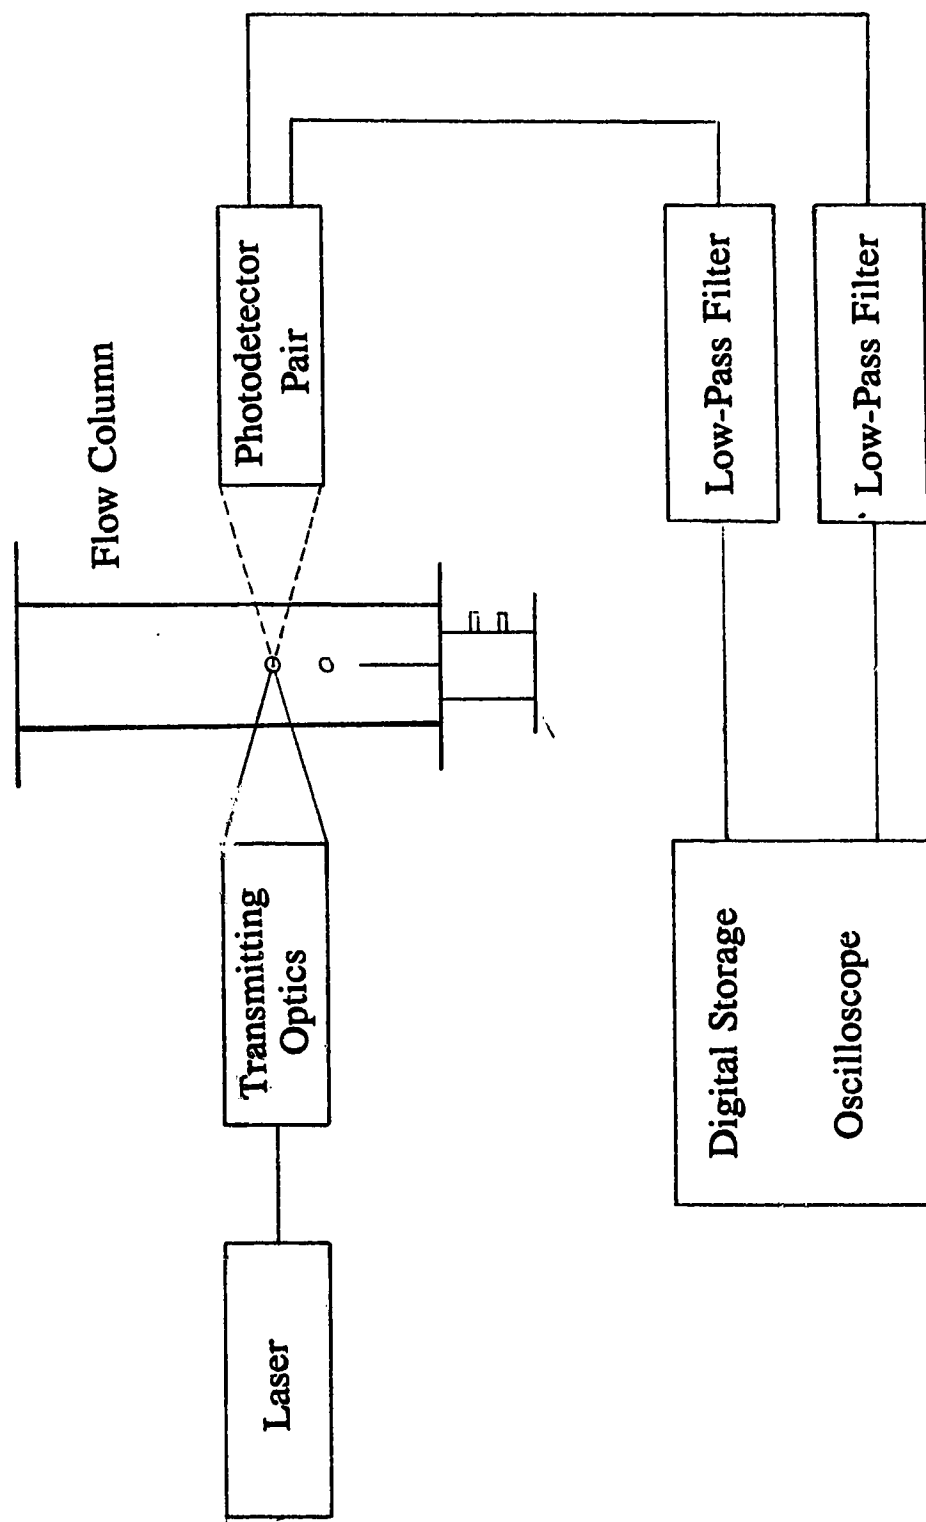 Flow Column
Laser
Transmitting
Optics
Photodetector
Pair
Digital Storage
Oscilloscope
Low-Pass Filter
Low-Pass Filter